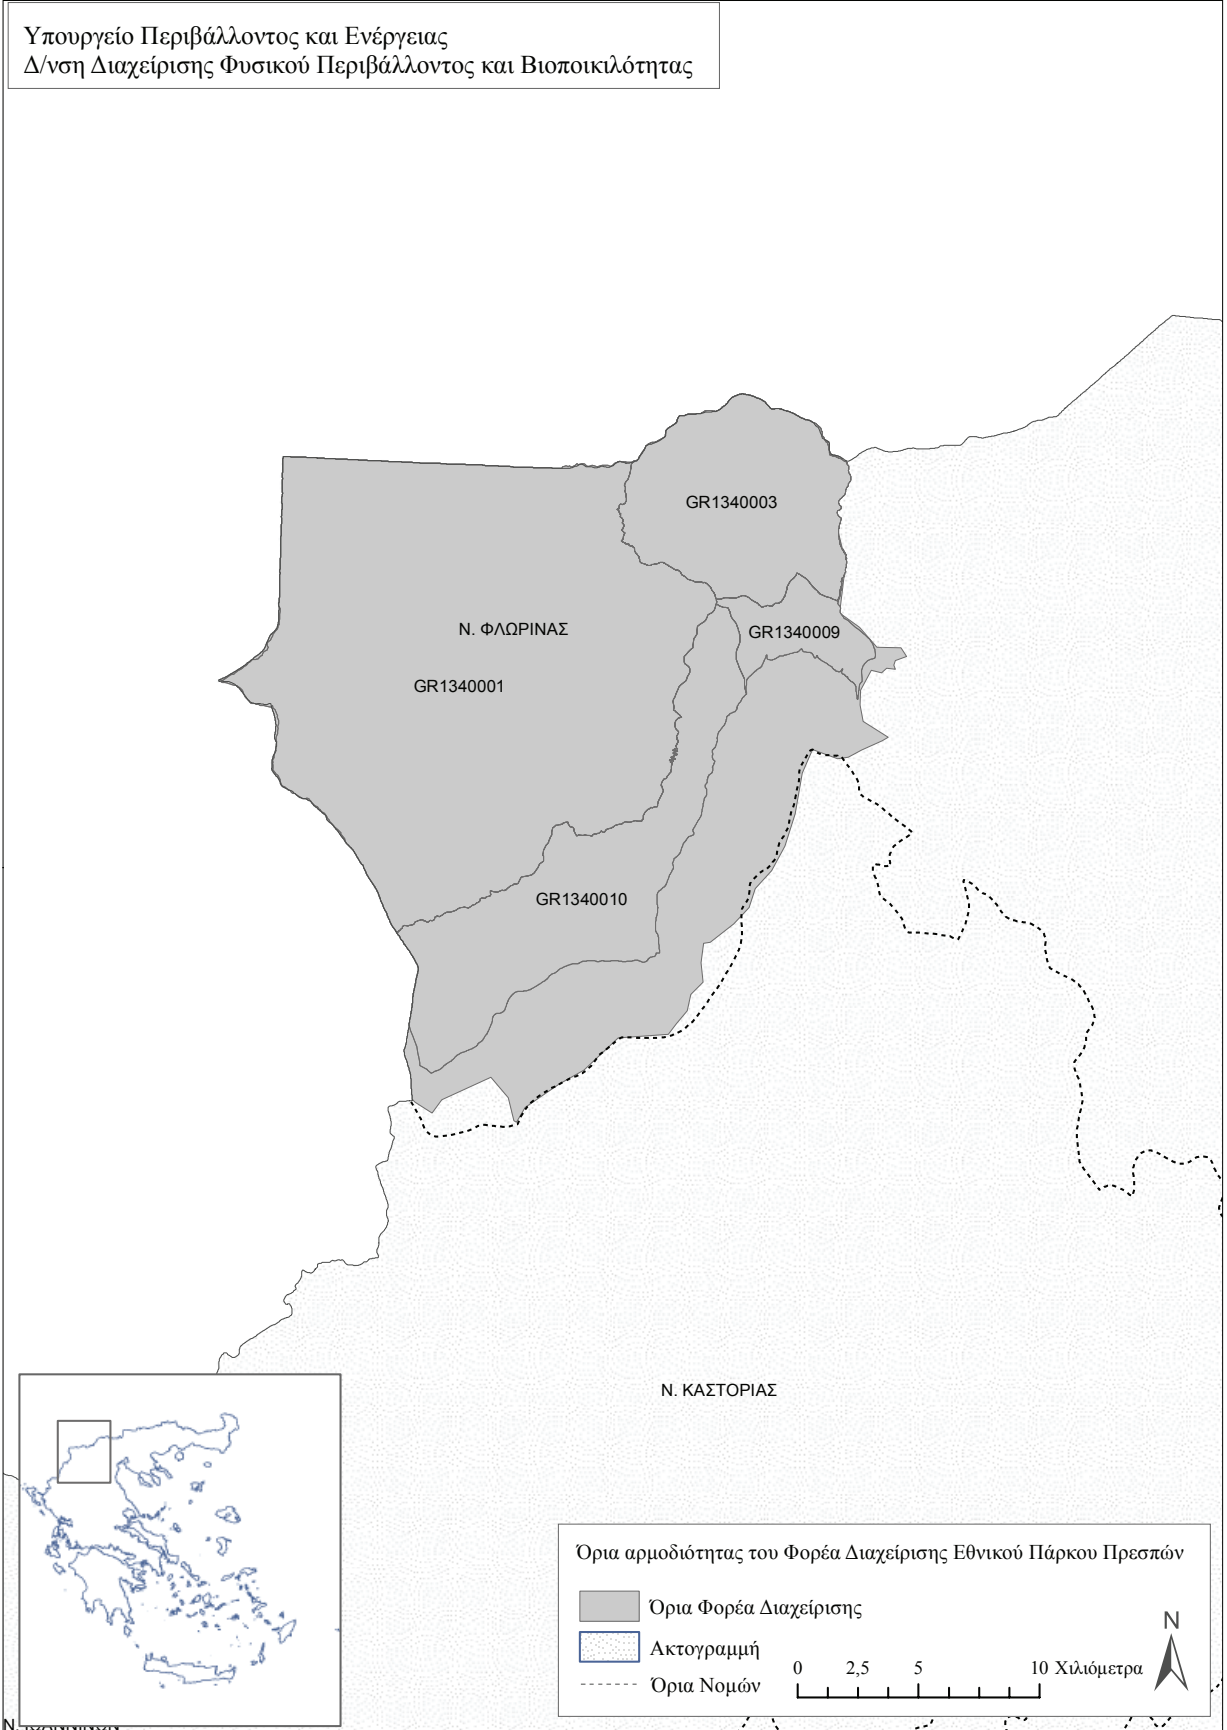 Υπουργείο Περιβάλλοντος και Ενέργειας
Δ/νση Διαχείρισης Φυσικού Περιβάλλοντος και Βιοποικιλότητας
GR1340003
Ν. ΦΛΩΡΙΝΑΣ
GR1340009
GR1340001
GR1340010
Ν. ΚΑΣΤΟΡΙΑΣ
Όρια αρμοδιότητας του Φορέα Διαχείρισης Εθνικού Πάρκου Πρεσπών
Όρια Φορέα Διαχείρισης
Ακτογραμμή
Όρια Νομών
0 2,5 5 10 Χιλιόμετρα
N
Ν. ΙΩΑΝΝΙΝΩΝ